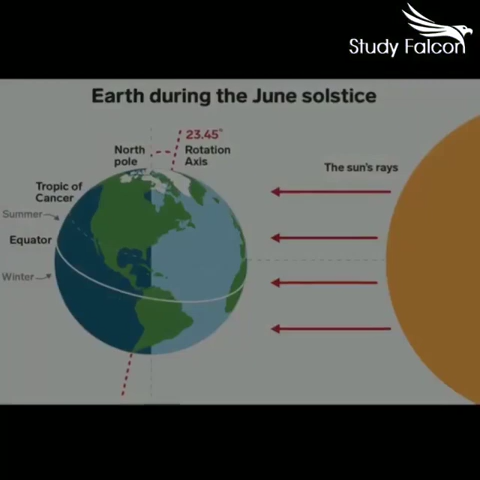 Study Falcon
Earth during the June solstice
23.45°
North
pole
Rotation
Axis
The sun's rays
Tropic of
Cancer
Summer
Equator
Winter